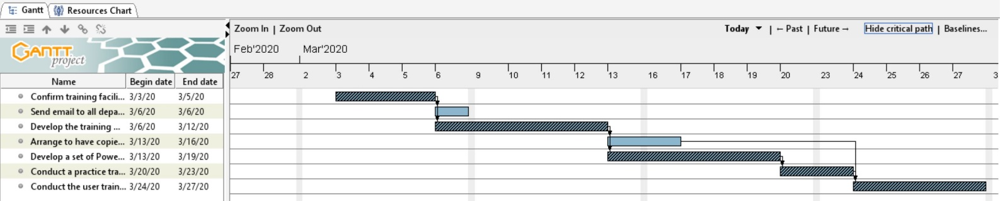 Gantt Resources Chart
Zoom In | Zoom Out Today | ←Past | Future→ Hide critical path | Baselines...
GANTT
project
Feb'2020 Mar'2020
27 28 2 3 4 5 6 9 10 11 12 13 16 17 18 19 20 23 24 25 26 27 3
Name Begin date End date
Confirm training facili... 3/3/20 3/5/20
Send email to all depa... 3/6/20 3/6/20
Develop the training ... 3/6/20 3/12/20
Arrange to have copie... 3/13/20 3/16/20
Develop a set of Powe... 3/13/20 3/19/20
Conduct a practice tra... 3/20/20 3/23/20
Conduct the user train... 3/24/20 3/27/20